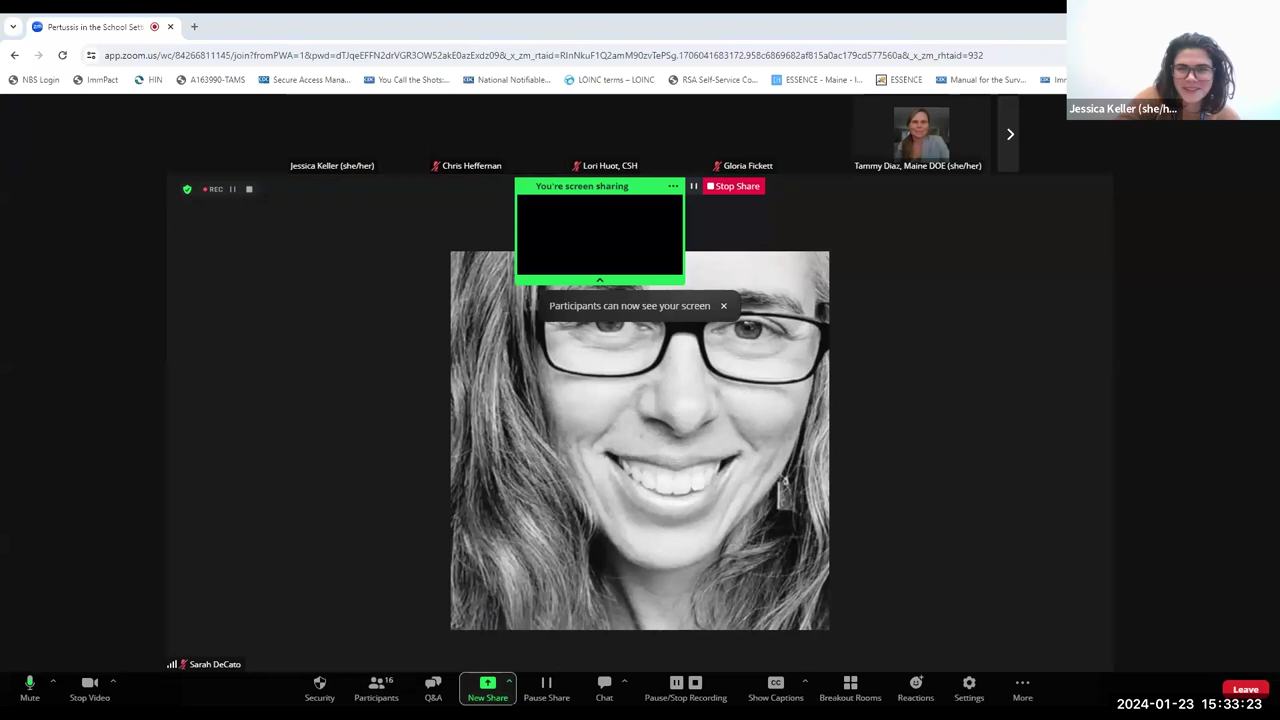 Pertussis in the School Sett
app.zoom.us/wc/84266811145/join?fromPWA=1&pwd=dTJqeEFFN2drVGR3OW52akE0azExdz09&_x_zm_rtaid=RInNkuF1Q2amM90zvTePSg.1706041683172.958c6869682af815a0ac179cd577560a&_x_zm_rhtaid=932
NBS Login ImmPact HIN A163990-TAMS Secure Access Mana... You Call the Shots:... National Notifiable... LOINC terms – LOINC RSA Self-Service Co... ESSENCE - Maine - I... ESSENCE Manual for the Surv...
Jessica Keller (she/h...
Jessica Keller (she/her) Chris Heffernan Lori Huot, CSH Gloria Fickett Tammy Diaz, Maine DOE (she/her)
REC
You're screen sharing
Stop Share
Participants can now see your screen
Sarah DeCato
16
Mute Stop Video Security Participants Q&A New Share Pause Share Chat Pause/Stop Recording Show Captions Breakout Rooms Reactions Settings More Leave
2024-01-23 15:33:23